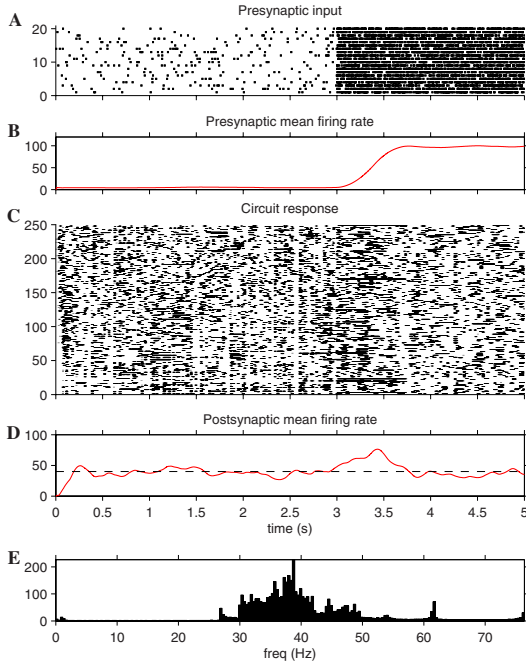 A
Presynaptic input
20
10
0
B
Presynaptic mean firing rate
100
50
0
C
Circuit response
250
200
150
100
50
0
D
Postsynaptic mean firing rate
100
50
0
0 0.5 1 1.5 2 2.5 3 3.5 4 4.5 5
time (s)
E
200
100
0
0 10 20 30 40 50 60 70
freq (Hz)